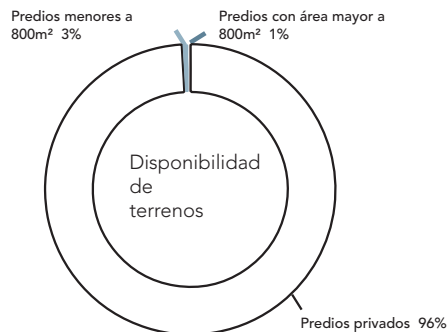 Predios menores a
800m² 3%
Predios con área mayor a
800m² 1%
Disponibilidad
de
terrenos
Predios privados 96%